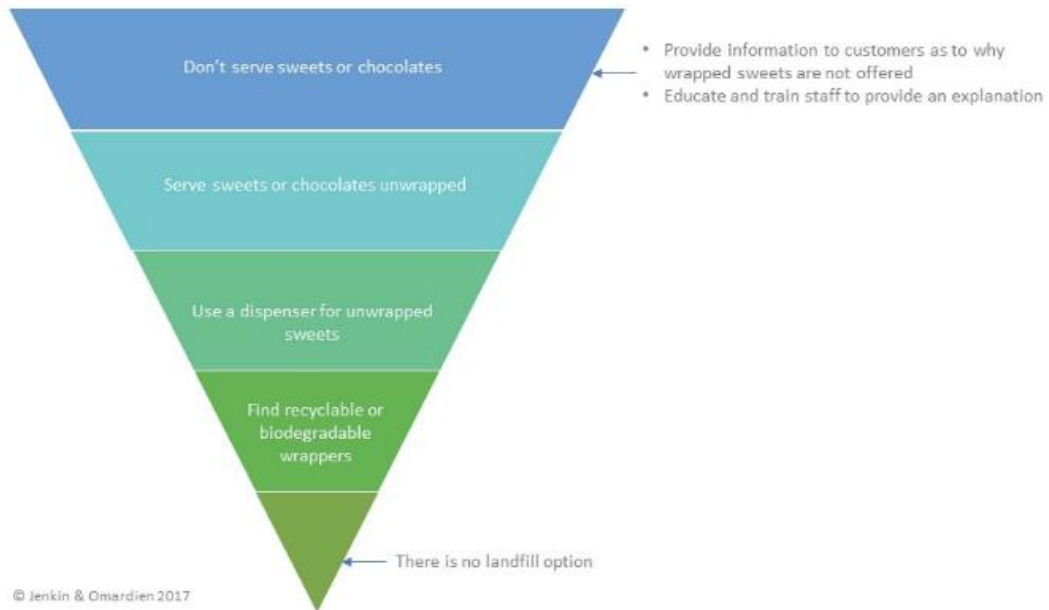 Don't serve sweets or chocolates
• Provide information to customers as to why
wrapped sweets are not offered
• Educate and train staff to provide an explanation
Serve sweets or chocolates unwrapped
Use a dispenser for unwrapped
sweets
Find recyclable or
biodegradable
wrappers
There is no landfill option
© Jenkin & Omardien 2017